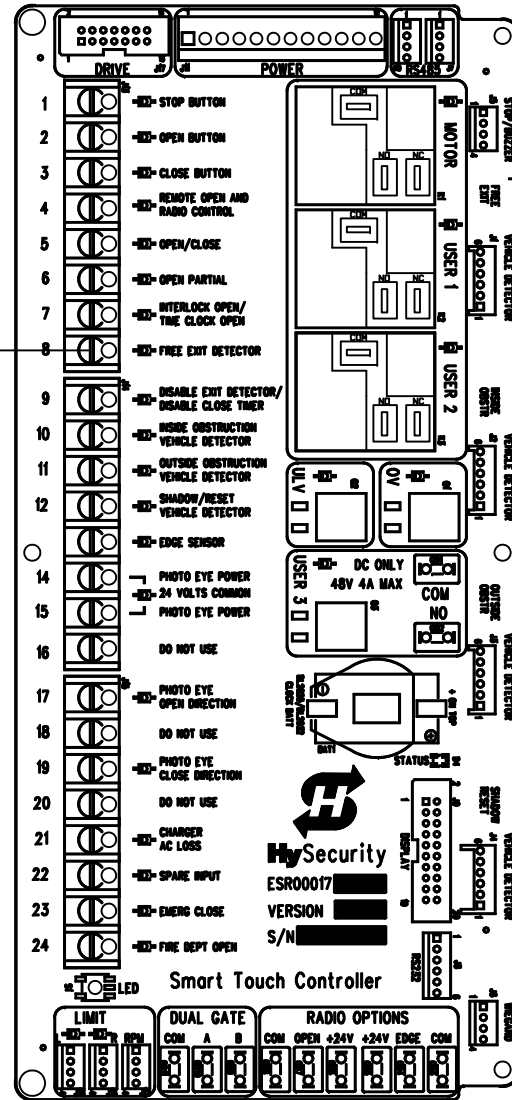 DRIVE
POWER
RS485
1 STOP BUTTON
2 OPEN BUTTON
3 CLOSE BUTTON
4 REMOTE OPEN AND
RADIO CONTROL
5 OPEN/CLOSE
6 OPEN PARTIAL
7 INTERLOCK OPEN/
TIME CLOCK OPEN
8 FREE EXIT DETECTOR
9 DISABLE EXIT DETECTOR/
DISABLE CLOSE TIMER
10 INSIDE OBSTRUCTION
VEHICLE DETECTOR
11 OUTSIDE OBSTRUCTION
VEHICLE DETECTOR
12 SHADOW/RESET
VEHICLE DETECTOR
EDGE SENSOR
14 PHOTO EYE POWER
24 VOLTS COMMON
15 PHOTO EYE POWER
16 DO NOT USE
17 PHOTO EYE
OPEN DIRECTION
18 DO NOT USE
19 PHOTO EYE
CLOSE DIRECTION
20 DO NOT USE
21 CHARGER
AC LOSS
22 SPARE INPUT
23 EMERG CLOSE
24 FIRE DEPT OPEN
LED
COM
MOTOR
NO NC
COM
USER 1
NO NC
COM
USER 2
NO NC
STOP/BUZZER
FREE
EXIT
VEHICLE DETECTOR
INSIDE
OBSTR
VEHICLE DETECTOR
OUTSIDE
OBSTR
VEHICLE DETECTOR
SHADOW
RESET
VEHICLE DETECTOR
ULV
OV
USER 3
DC ONLY
48V 4A MAX
COM
NO
CLOCK BATT
+ ON TOP
BAT1
STATUS
DISPLAY
RS232
WIEGAND
H
HySecurity
ESR00017
VERSION
S/N
Smart Touch Controller
LIMIT
RPM
DUAL GATE
COM A B
RADIO OPTIONS
COM OPEN +24V +24V EDGE COM